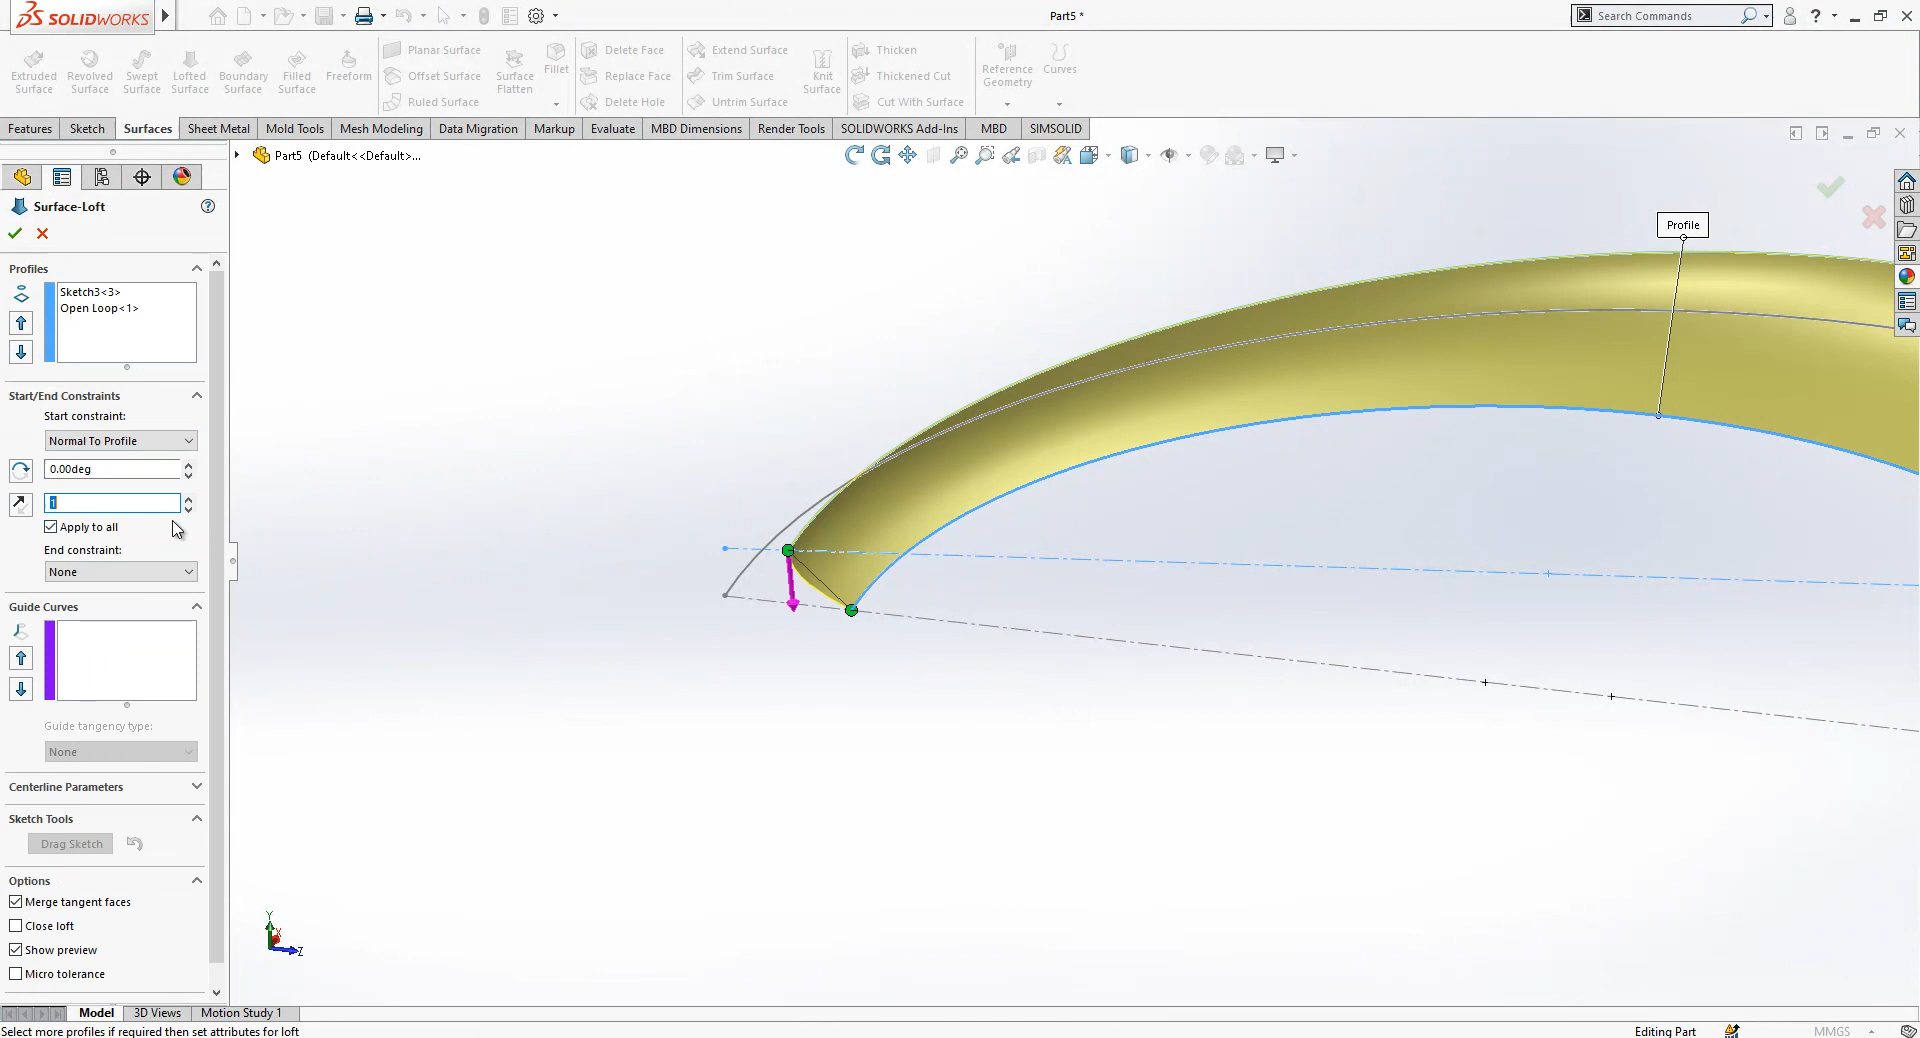 SOLIDWORKS
Part5 *
Search Commands
Extruded Surface
Revolved Surface
Swept Surface
Lofted Surface
Boundary Surface
Filled Surface
Freeform
Planar Surface
Offset Surface
Ruled Surface
Surface Flatten
Fillet
Delete Face
Replace Face
Delete Hole
Extend Surface
Trim Surface
Untrim Surface
Knit Surface
Thicken
Thickened Cut
Cut With Surface
Reference Geometry
Curves
Features
Sketch
Surfaces
Sheet Metal
Mold Tools
Mesh Modeling
Data Migration
Markup
Evaluate
MBD Dimensions
Render Tools
SOLIDWORKS Add-Ins
MBD
SIMSOLID
Part5 (Default<<Default>...
Surface-Loft
Profiles
Sketch3<3>
Open Loop<1>
Start/End Constraints
Start constraint:
Normal To Profile
0.00deg
1
Apply to all
End constraint:
None
Guide Curves
Guide tangency type:
None
Centerline Parameters
Sketch Tools
Drag Sketch
Options
Merge tangent faces
Close loft
Show preview
Micro tolerance
Profile
Y
X
Z
Model
3D Views
Motion Study 1
Select more profiles if required then set attributes for loft
Editing Part
MMGS